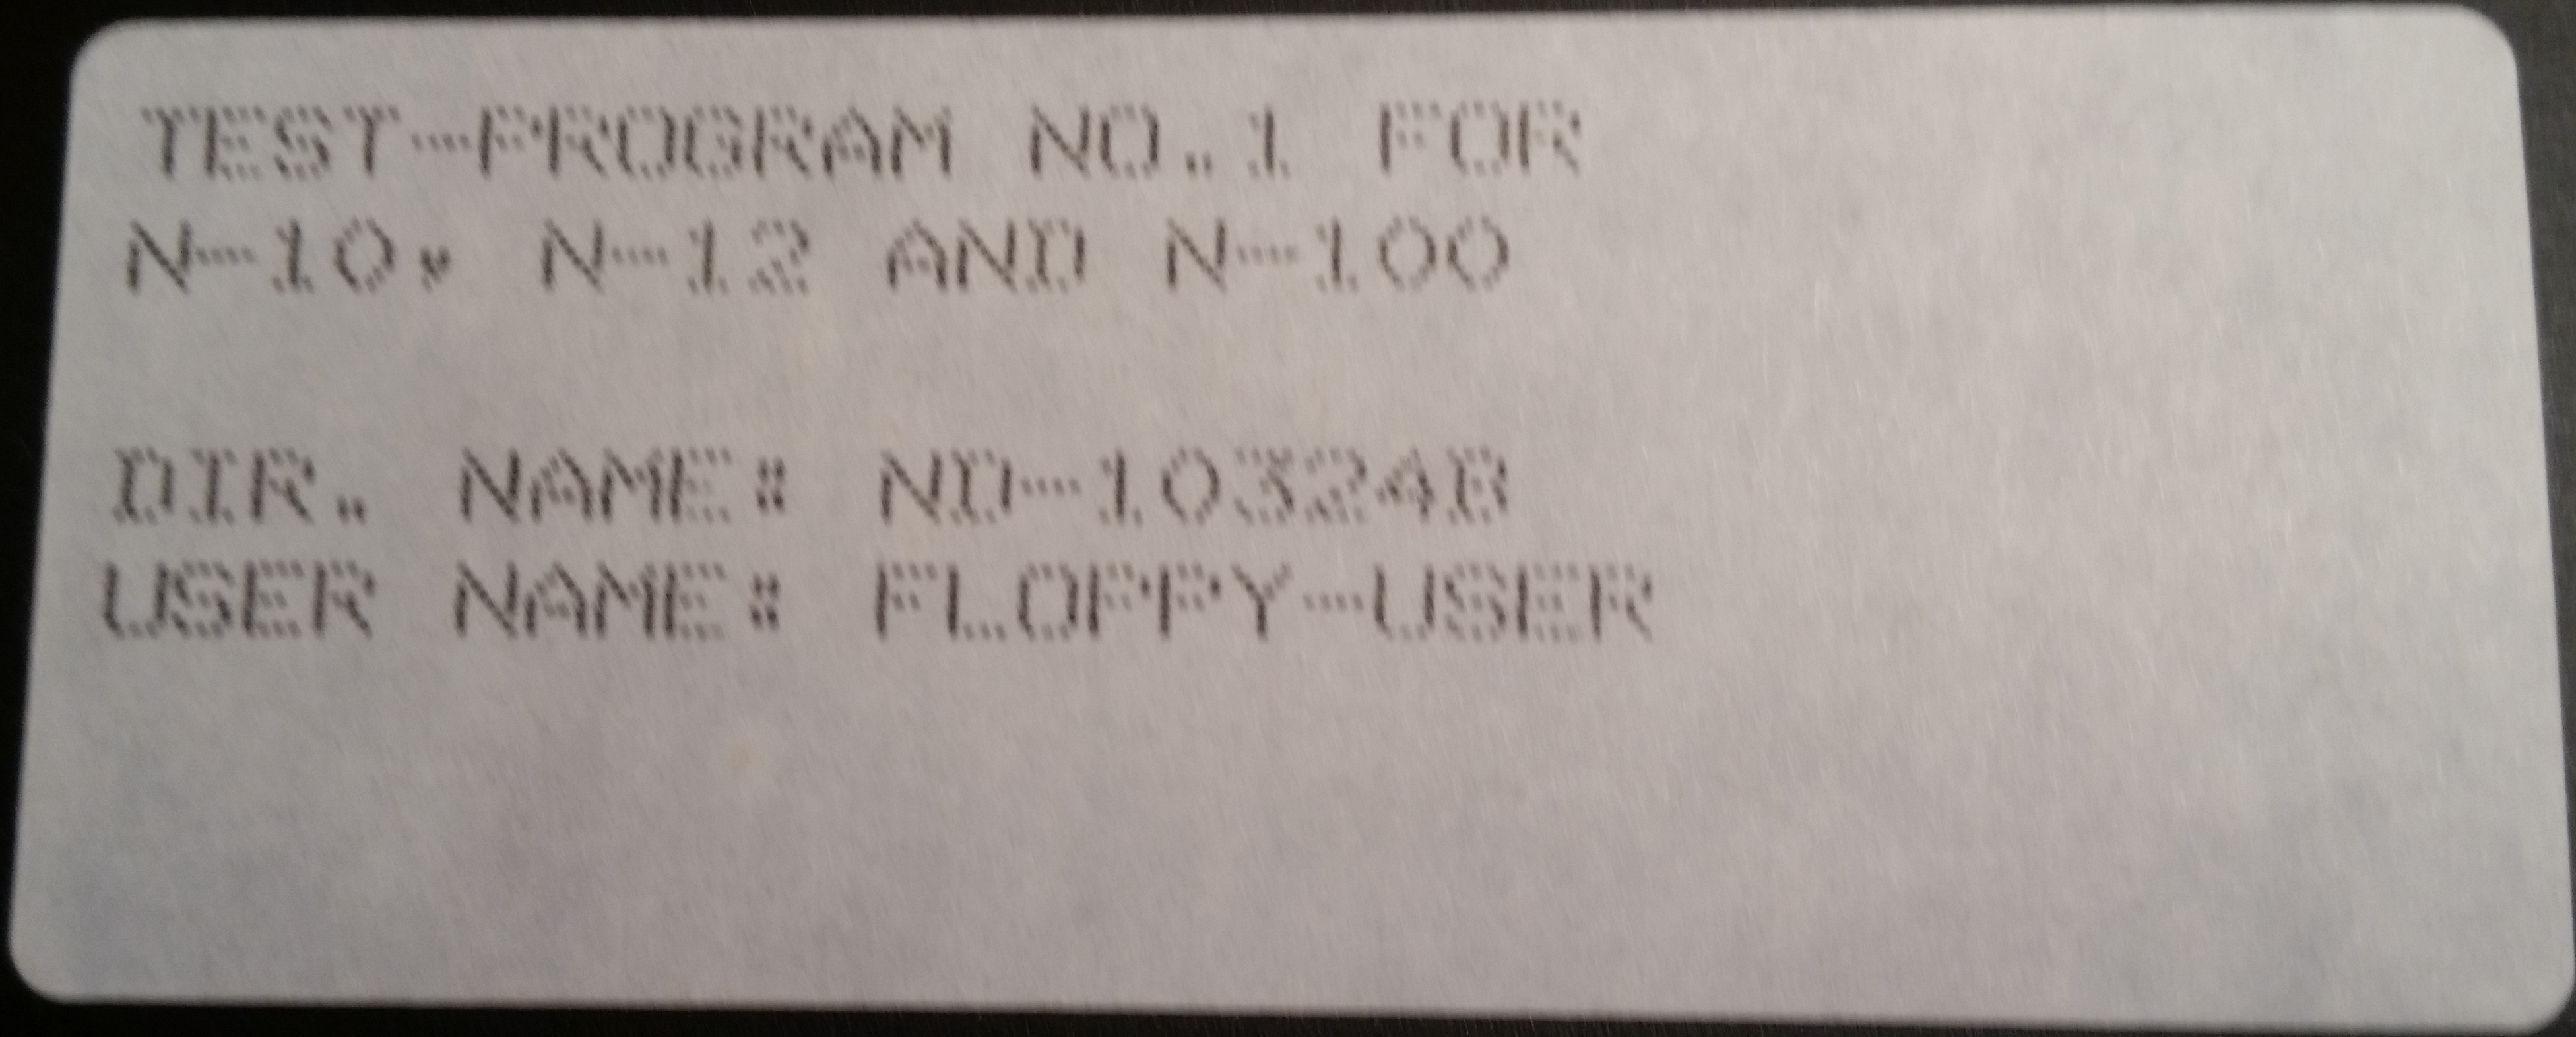 TEST-PROGRAM NO.1 FOR
N-10, N-12 AND N-100
DIR. NAME: ND-10324B
USER NAME: FLOPPY-USER